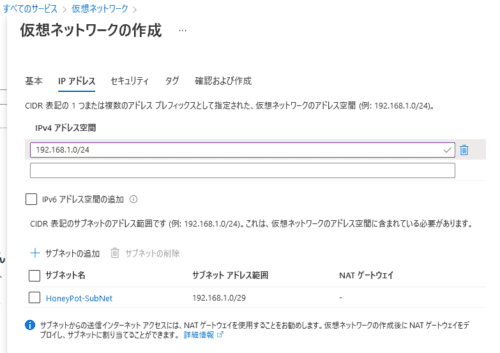 すべてのサービス > 仮想ネットワーク >
仮想ネットワークの作成 …
基本 IP アドレス セキュリティ タグ 確認および作成
CIDR 表記の 1 つまたは複数のアドレス プレフィックスとして指定された、仮想ネットワークのアドレス空間 (例: 192.168.1.0/24)。
IPv4 アドレス空間
192.168.1.0/24
IPv6 アドレス空間の追加
CIDR 表記のサブネットのアドレス範囲です (例: 192.168.1.0/24)。これは、仮想ネットワークのアドレス空間に含まれている必要があります。
+ サブネットの追加 サブネットの削除
サブネット名 サブネット アドレス範囲 NAT ゲートウェイ
HoneyPot-SubNet 192.168.1.0/29 -
サブネットからの送信インターネット アクセスには、NAT ゲートウェイを使用することをお勧めします。仮想ネットワークの作成後に NAT ゲートウェイをデ
プロイし、サブネットに割り当てることができます。 詳細情報